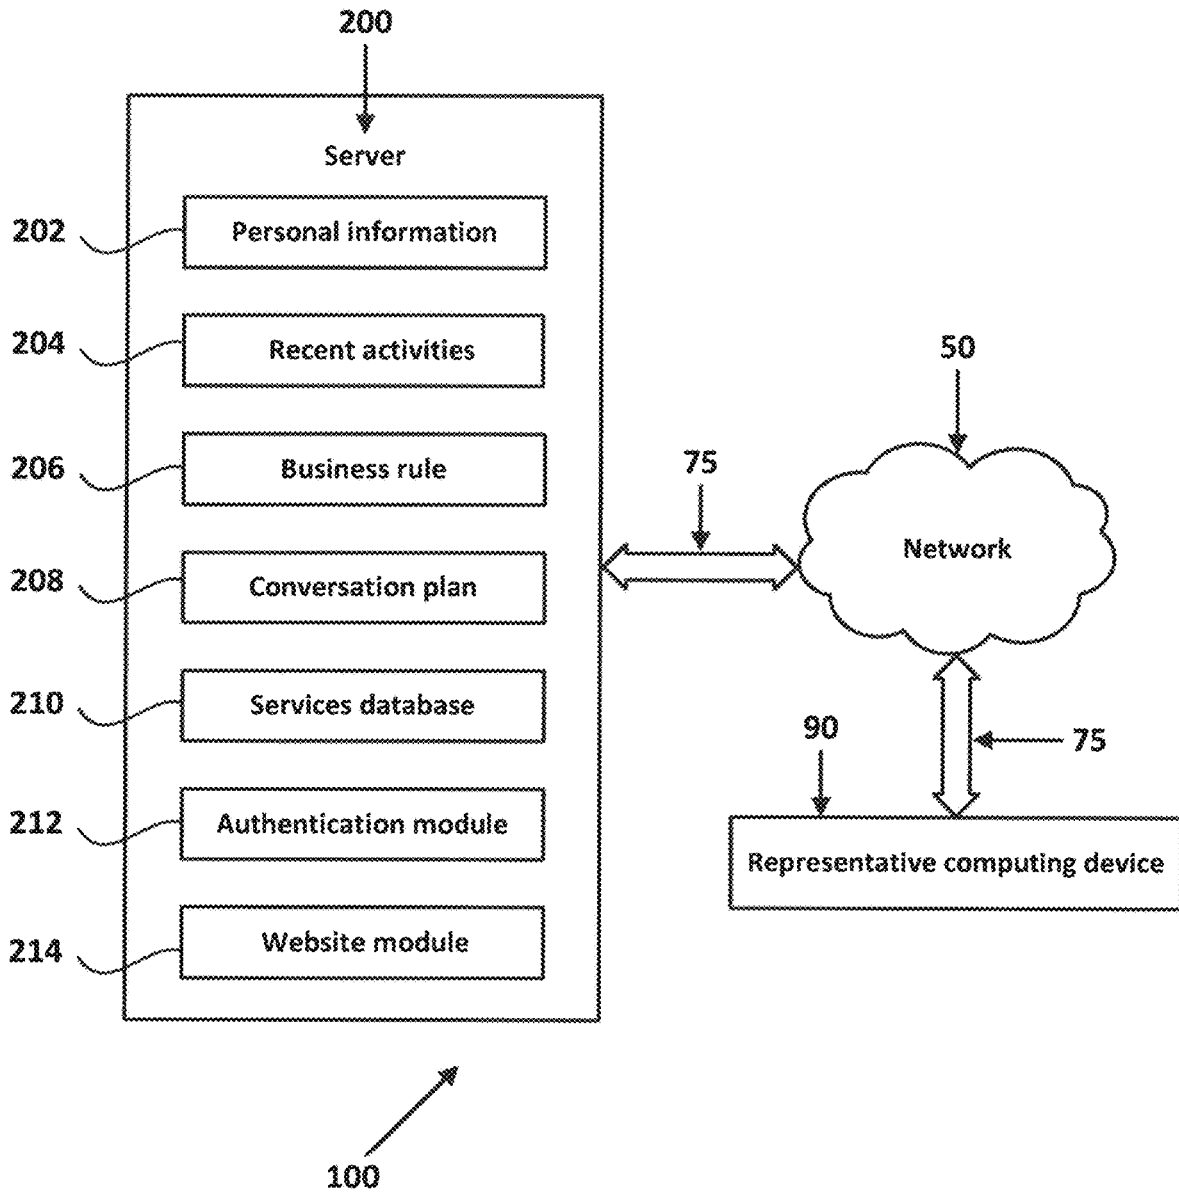 200
Server
202
Personal information
204
Recent activities
206
Business rule
208
Conversation plan
210
Services database
212
Authentication module
214
Website module
100
75
50
Network
75
90
Representative computing device